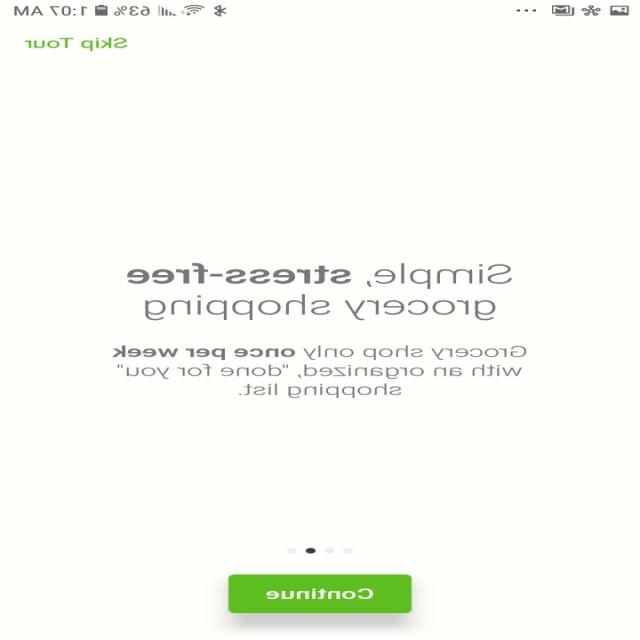 63% 1:07 AM
Skip Tour
Simple, stress-free
grocery shopping
Grocery shop only once per week
with an organized, "done" for you"
shopping list.
Continue